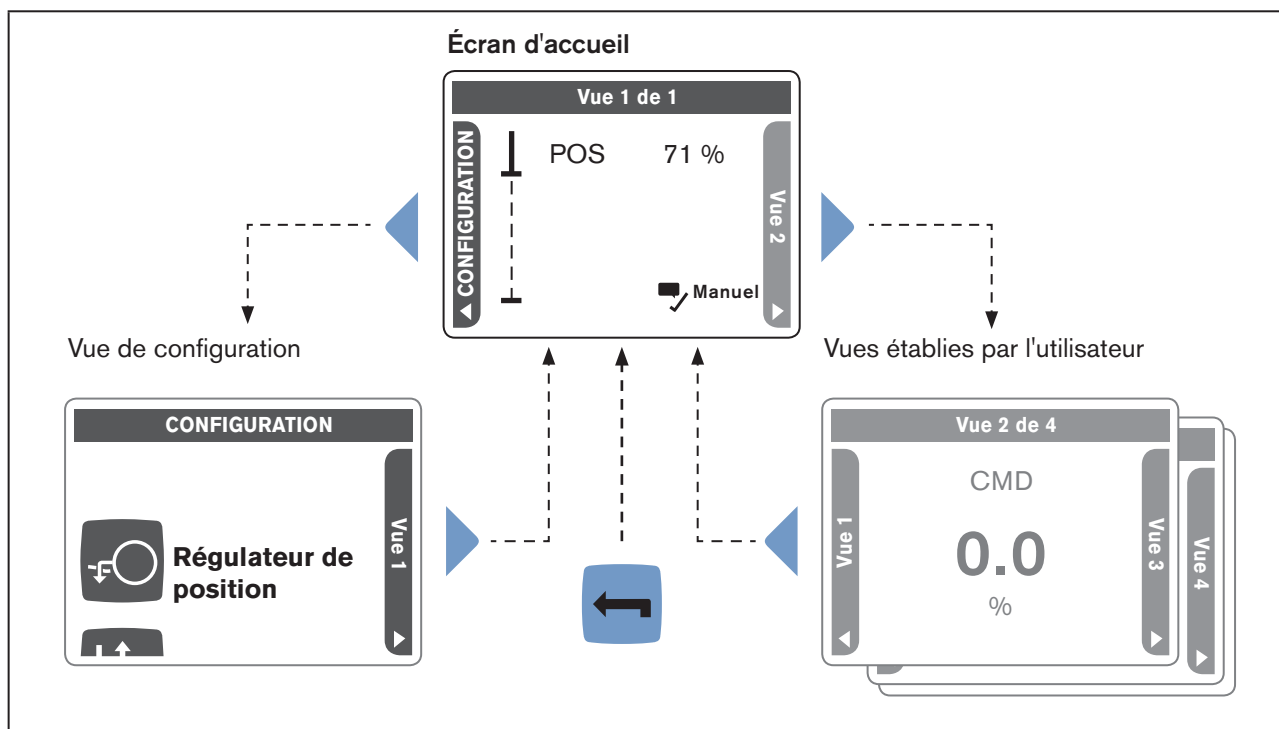 Écran d'accueil
Vue 1 de 1
CONFIGURATION
POS 71 %
Vue 2
Manuel
Vue de configuration
Vues établies par l'utilisateur
CONFIGURATION
Régulateur de
position
Vue 1
Vue 2 de 4
Vue 1
CMD
0.0
%
Vue 3
Vue 4